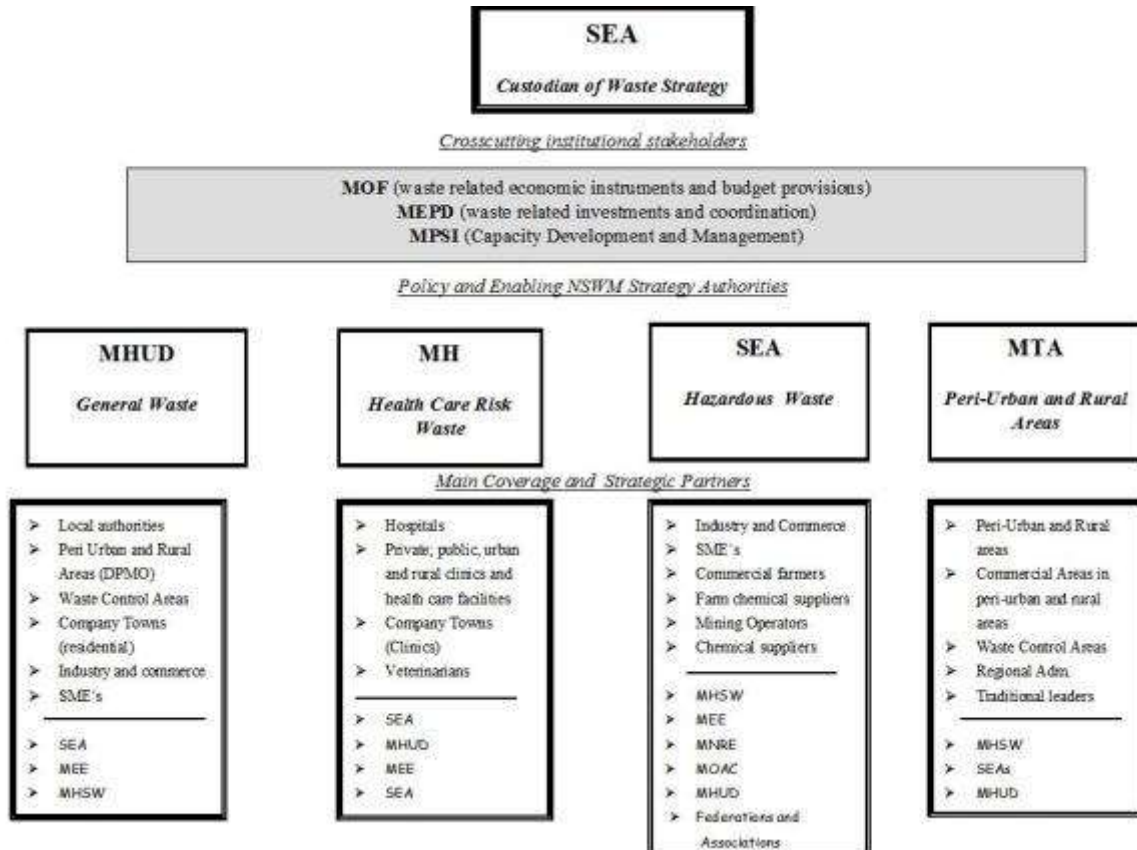 SEA
Custodian of Waste Strategy
Crosscutting institutional stakeholders
MOF (waste related economic instruments and budget provisions)
MEPD (waste related investments and coordination)
MPSI (Capacity Development and Management)
Policy and Enabling NSWM Strategy Authorities
MHUD
General Waste
MH
Health Care Risk
Waste
SEA
Hazardous Waste
MTA
Peri-Urban and Rural
Areas
Main Coverage and Strategic Partners
➢ Local authorities
➢ Peri Urban and Rural
Areas (DPMO)
➢ Waste Control Areas
➢ Company Towns
(residential)
➢ Industry and commerce
➢ SME´s
➢ SEA
➢ MEE
➢ MHSW
➢ Hospitals
➢ Private; public, urban
and rural clinics and
health care facilities
➢ Company Towns
(Clinics)
➢ Veterinarians
➢ SEA
➢ MHUD
➢ MEE
➢ SEA
➢ Industry and Commerce
➢ SME´s
➢ Commercial farmers
➢ Farm chemical suppliers
➢ Mining Operators
➢ Chemical suppliers
➢ MHSW
➢ MEE
➢ MNRE
➢ MOAC
➢ MHUD
➢ Federations and
Associations
➢ Peri-Urban and Rural
areas
➢ Commercial Areas in
peri-urban and rural
areas
➢ Waste Control Areas
➢ Regional Adm.
➢ Traditional leaders
➢ MHSW
➢ SEAs
➢ MHUD